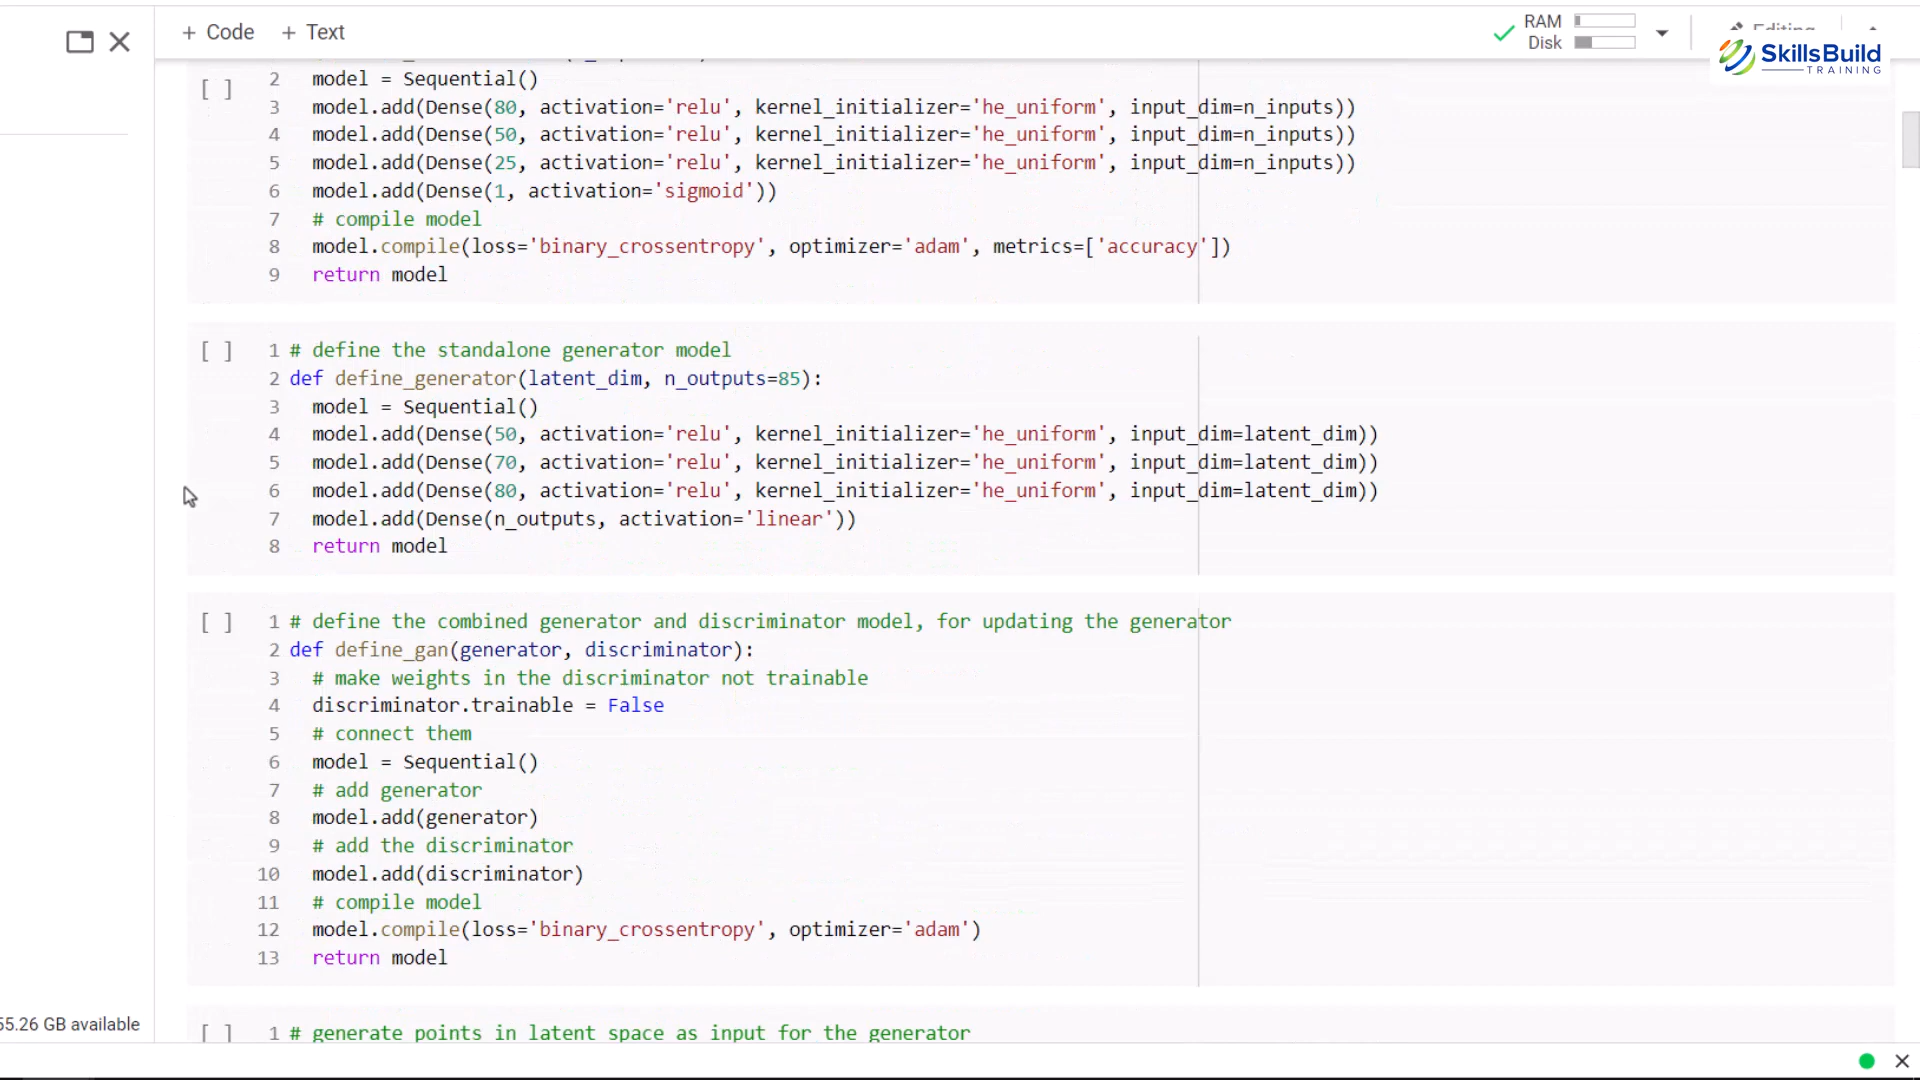 + Code + Text
RAM
Disk
Editing
SkillsBuild
TRAINING
[ ]
2 model = Sequential()
3 model.add(Dense(80, activation='relu', kernel_initializer='he_uniform', input_dim=n_inputs))
4 model.add(Dense(50, activation='relu', kernel_initializer='he_uniform', input_dim=n_inputs))
5 model.add(Dense(25, activation='relu', kernel_initializer='he_uniform', input_dim=n_inputs))
6 model.add(Dense(1, activation='sigmoid'))
7 # compile model
8 model.compile(loss='binary_crossentropy', optimizer='adam', metrics=['accuracy'])
9 return model
[ ] 1 # define the standalone generator model
2 def define_generator(latent_dim, n_outputs=85):
3 model = Sequential()
4 model.add(Dense(50, activation='relu', kernel_initializer='he_uniform', input_dim=latent_dim))
5 model.add(Dense(70, activation='relu', kernel_initializer='he_uniform', input_dim=latent_dim))
6 model.add(Dense(80, activation='relu', kernel_initializer='he_uniform', input_dim=latent_dim))
7 model.add(Dense(n_outputs, activation='linear'))
8 return model
[ ] 1 # define the combined generator and discriminator model, for updating the generator
2 def define_gan(generator, discriminator):
3 # make weights in the discriminator not trainable
4 discriminator.trainable = False
5 # connect them
6 model = Sequential()
7 # add generator
8 model.add(generator)
9 # add the discriminator
10 model.add(discriminator)
11 # compile model
12 model.compile(loss='binary_crossentropy', optimizer='adam')
13 return model
55.26 GB available
[ ] 1 # generate points in latent space as input for the generator